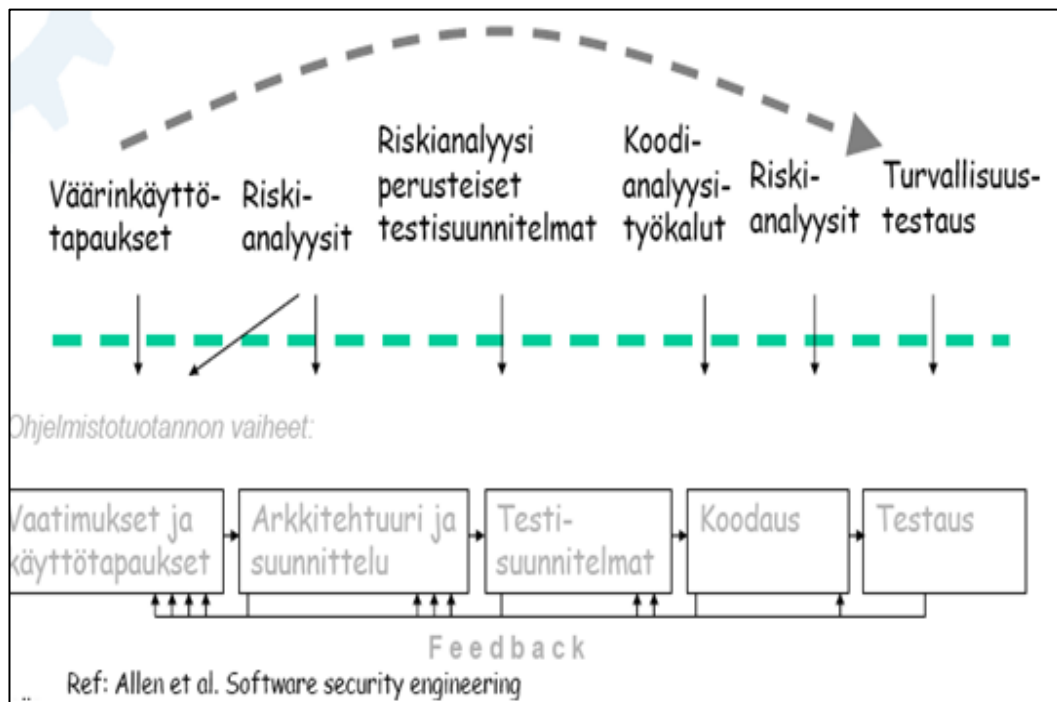 Väärinkäyttö-
tapaukset
Riski-
analyysit
Riskianalyysi
perusteiset
testisuunnitelmat
Koodi-
analyysi-
työkalut
Riski-
analyysit
Turvallisuus-
testaus
Ohjelmistotuotannon vaiheet:
Vaatimukset ja
käyttötapaukset
Arkkitehtuuri ja
suunnittelu
Testi-
suunnitelmat
Koodaus
Testaus
Feedback
Ref: Allen et al. Software security engineering